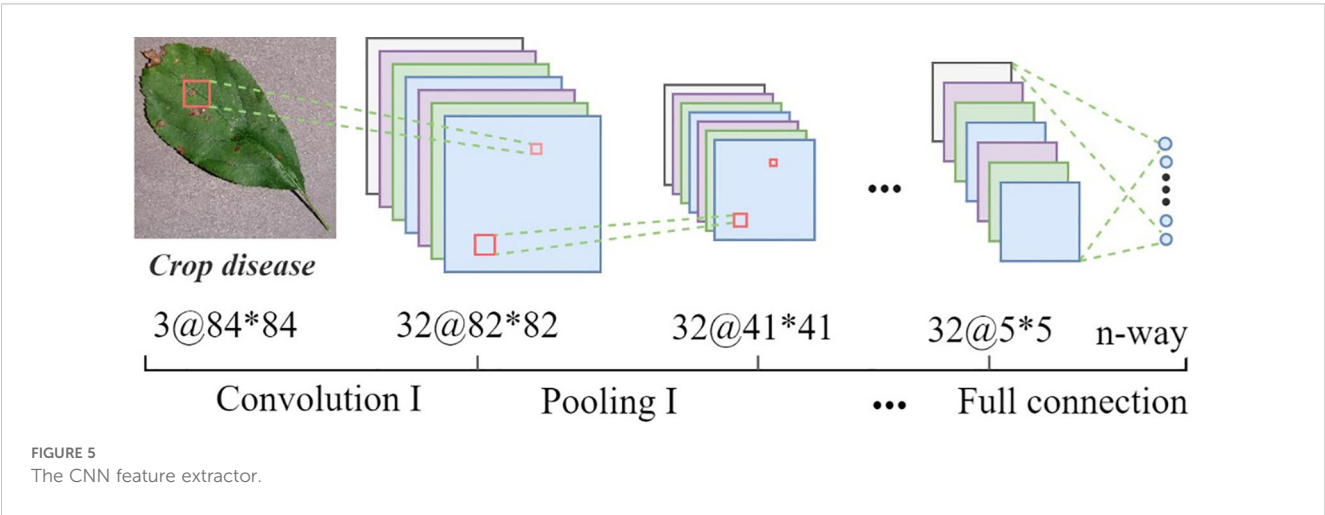 Crop disease
3@84*84 32@82*82 32@41*41 32@5*5 n-way
Convolution I Pooling I ••• Full connection
FIGURE 5
The CNN feature extractor.